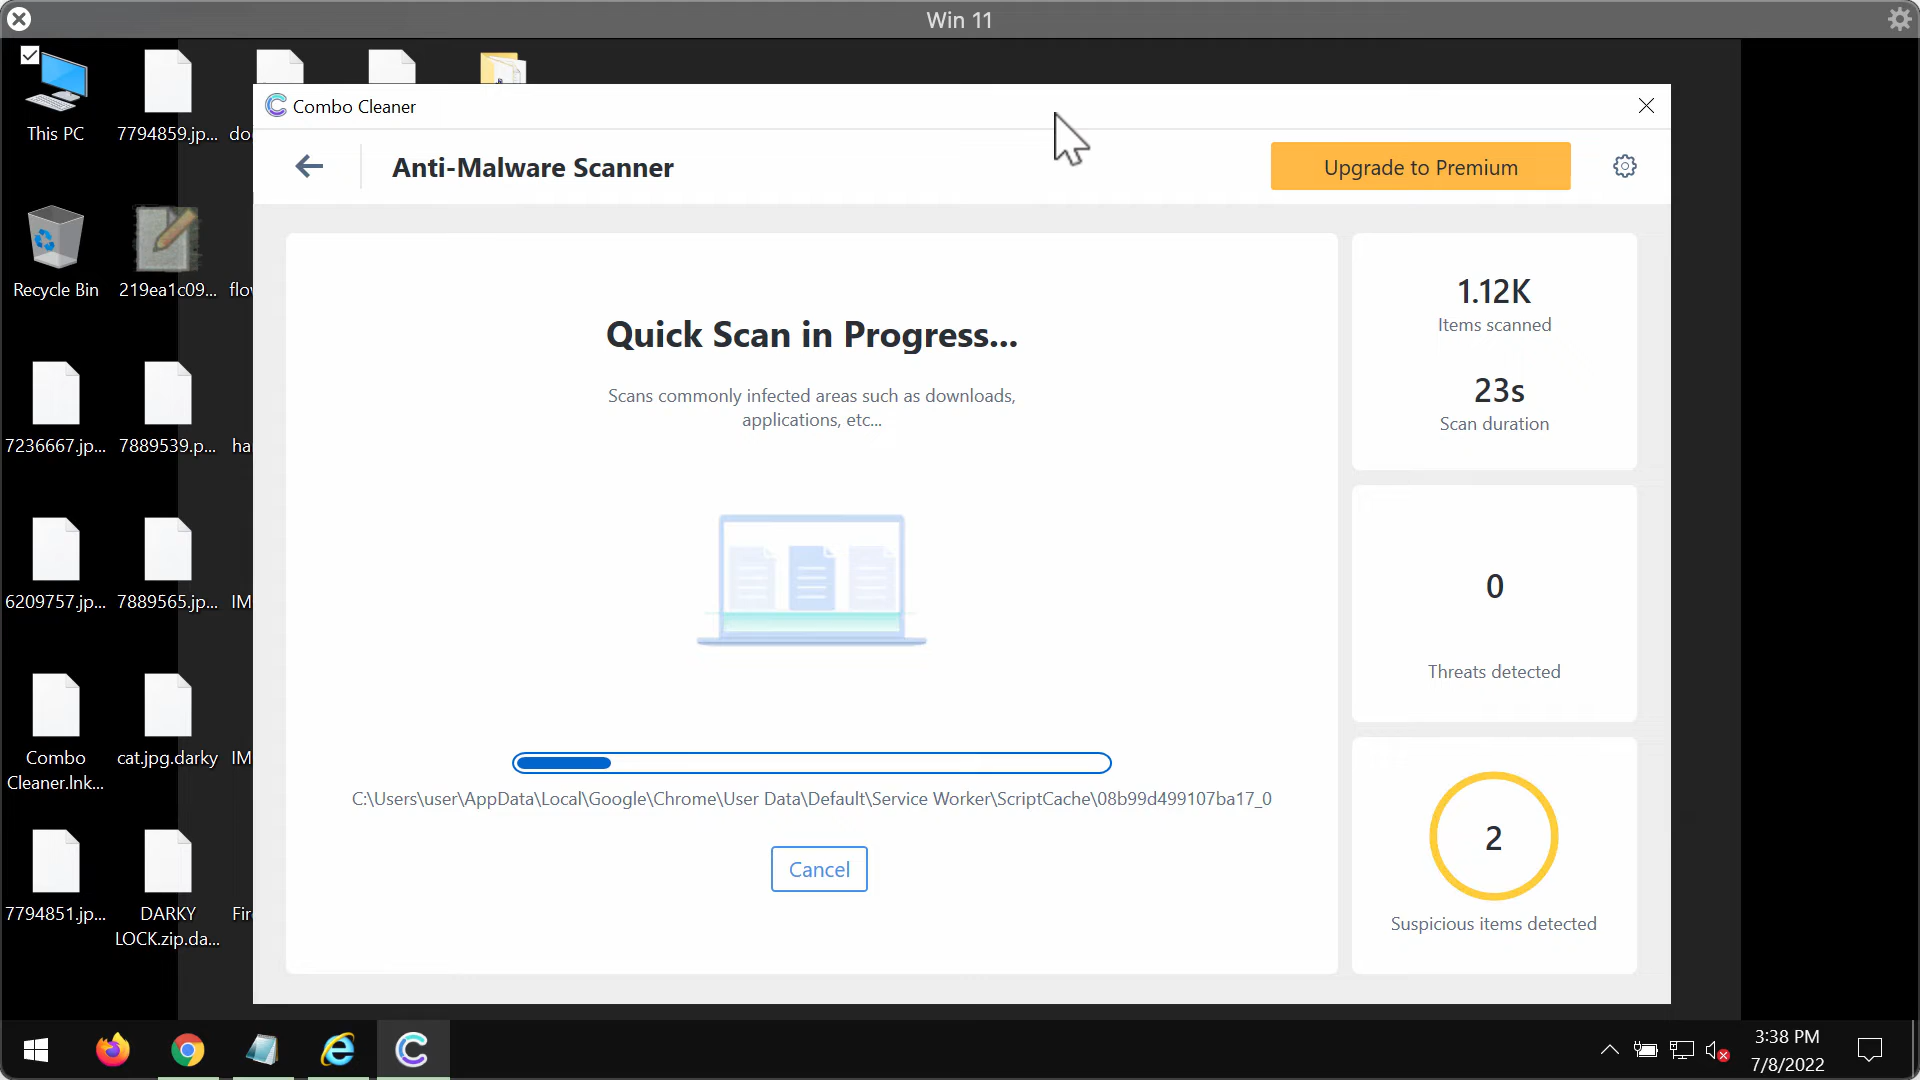 Win 11
This PC
7794859.jp...
do
Recycle Bin
219ea1c09...
flo
7236667.jp...
7889539.p...
ha
6209757.jp...
7889565.jp...
IM
Combo
Cleaner.lnk...
cat.jpg.darky
IM
7794851.jp...
DARKY
LOCK.zip.da...
Fir
Combo Cleaner
Anti-Malware Scanner
Upgrade to Premium
Quick Scan in Progress...
Scans commonly infected areas such as downloads,
applications, etc...
C:\Users\user\AppData\Local\Google\Chrome\User Data\Default\Service Worker\ScriptCache\08b99d499107ba17_0
Cancel
1.12K
Items scanned
23s
Scan duration
0
Threats detected
2
Suspicious items detected
3:38 PM
7/8/2022